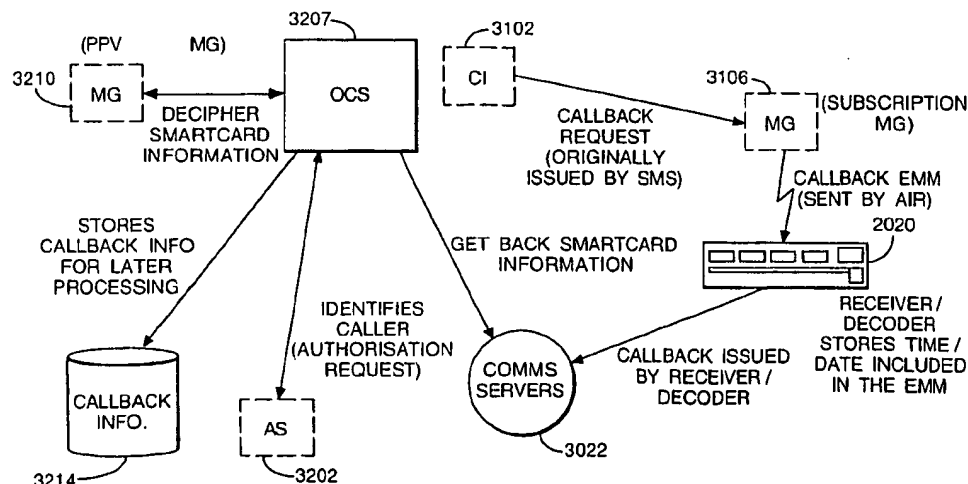 3207
3102
(PPV MG)
3210
MG
OCS
CI
3106
(SUBSCRIPTION
MG)
MG
DECIPHER
SMARTCARD
INFORMATION
CALLBACK
REQUEST
(ORIGINALLY
ISSUED BY SMS)
CALLBACK EMM
(SENT BY AIR)
2020
STORES
CALLBACK INFO
FOR LATER
PROCESSING
GET BACK SMARTCARD
INFORMATION
IDENTIFIES
CALLER
(AUTHORISATION
REQUEST)
RECEIVER/
DECODER
STORES TIME/
DATE INCLUDED
IN THE EMM
CALLBACK ISSUED
BY RECEIVER/
DECODER
COMMS
SERVERS
CALLBACK
INFO.
AS
3214
3202
3022